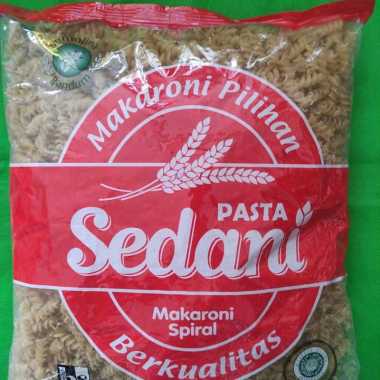 Makaroni Pilihan
PASTA
Sedani
Makaroni
Spiral
Berkualitas